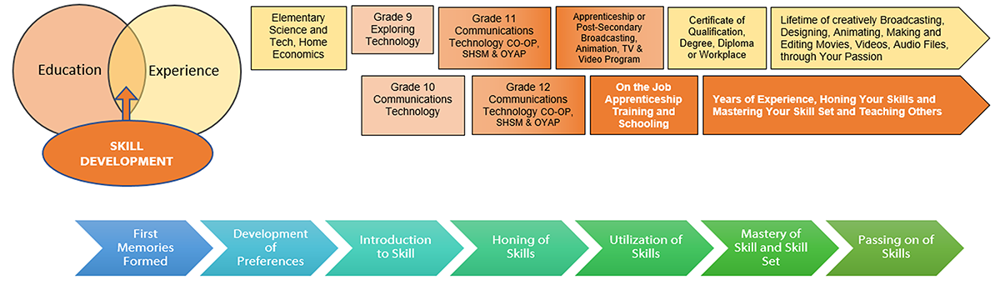 Education
Experience
SKILL
DEVELOPMENT
Elementary
Science and
Tech, Home
Economics
Grade 9
Exploring
Technology
Grade 11
Communications
Technology CO-OP,
SHSM & OYAP
Apprenticeship or
Post-Secondary
Broadcasting,
Animation, TV &
Video Program
Certificate of
Qualification,
Degree, Diploma
or Workplace
Lifetime of creatively Broadcasting,
Designing, Animating, Making and
Editing Movies, Videos, Audio Files,
through Your Passion
Grade 10
Communications
Technology
Grade 12
Communications
Technology CO-OP,
SHSM & OYAP
On the Job
Apprenticeship
Training and
Schooling
Years of Experience, Honing Your Skills and
Mastering Your Skill Set and Teaching Others
First
Memories
Formed
Development
of
Preferences
Introduction
to Skill
Honing of
Skills
Utilization of
Skills
Mastery of
Skill and Skill
Set
Passing on of
Skills